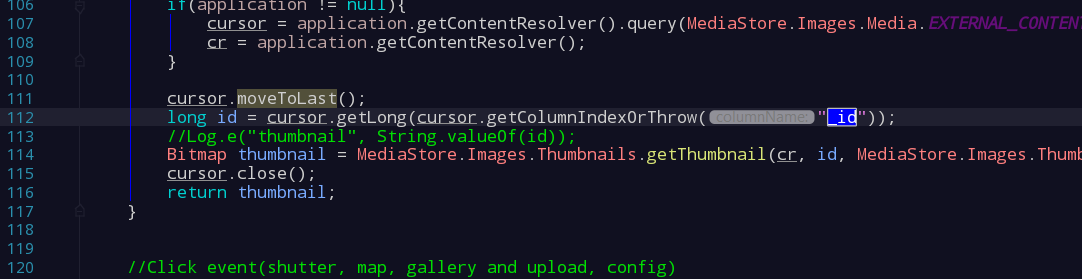 106 if(application != null){
107 cursor = application.getContentResolver().query(MediaStore.Images.Media.EXTERNAL_CONTENT
108 cr = application.getContentResolver();
109 }
110
111 cursor.moveToLast();
112 long id = cursor.getLong(cursor.getColumnIndexOrThrow( columnName: "_id"));
113 //Log.e("thumbnail", String.valueOf(id));
114 Bitmap thumbnail = MediaStore.Images.Thumbnails.getThumbnail(cr, id, MediaStore.Images.Thumb
115 cursor.close();
116 return thumbnail;
117 }
118
119
120 //Click event(shutter, map, gallery and upload, config)